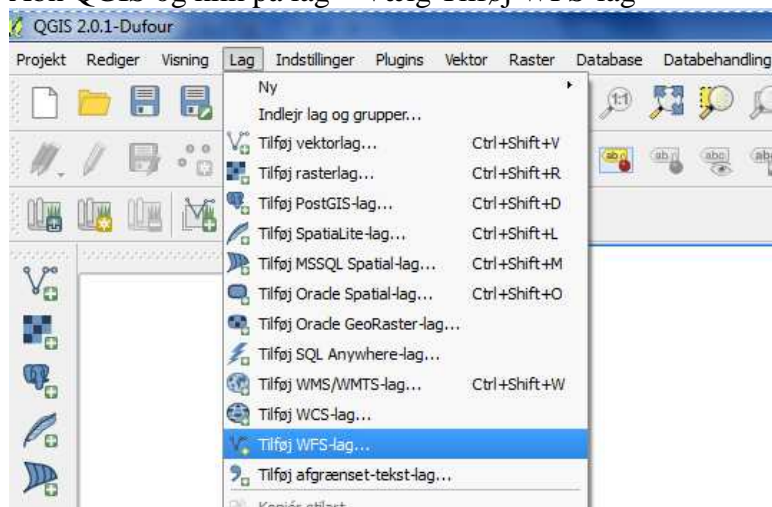 QGIS 2.0.1-Dufour
Projekt Rediger Visning Lag Indstillinger Plugins Vektor Raster Database Databehandling
Ny
Indlejr lag og grupper...
Tilføj vektorlag... Ctrl+Shift+V
Tilføj rasterlag... Ctrl+Shift+R
Tilføj PostGIS-lag... Ctrl+Shift+D
Tilføj SpatiaLite-lag... Ctrl+Shift+L
Tilføj MSSQL Spatial-lag... Ctrl+Shift+M
Tilføj Oracle Spatial-lag... Ctrl+Shift+O
Tilføj Oracle GeoRaster-lag...
Tilføj SQL Anywhere-lag...
Tilføj WMS/WMTS-lag... Ctrl+Shift+W
Tilføj WCS-lag...
Tilføj WFS-lag...
Tilføj afgrænset-tekst-lag...